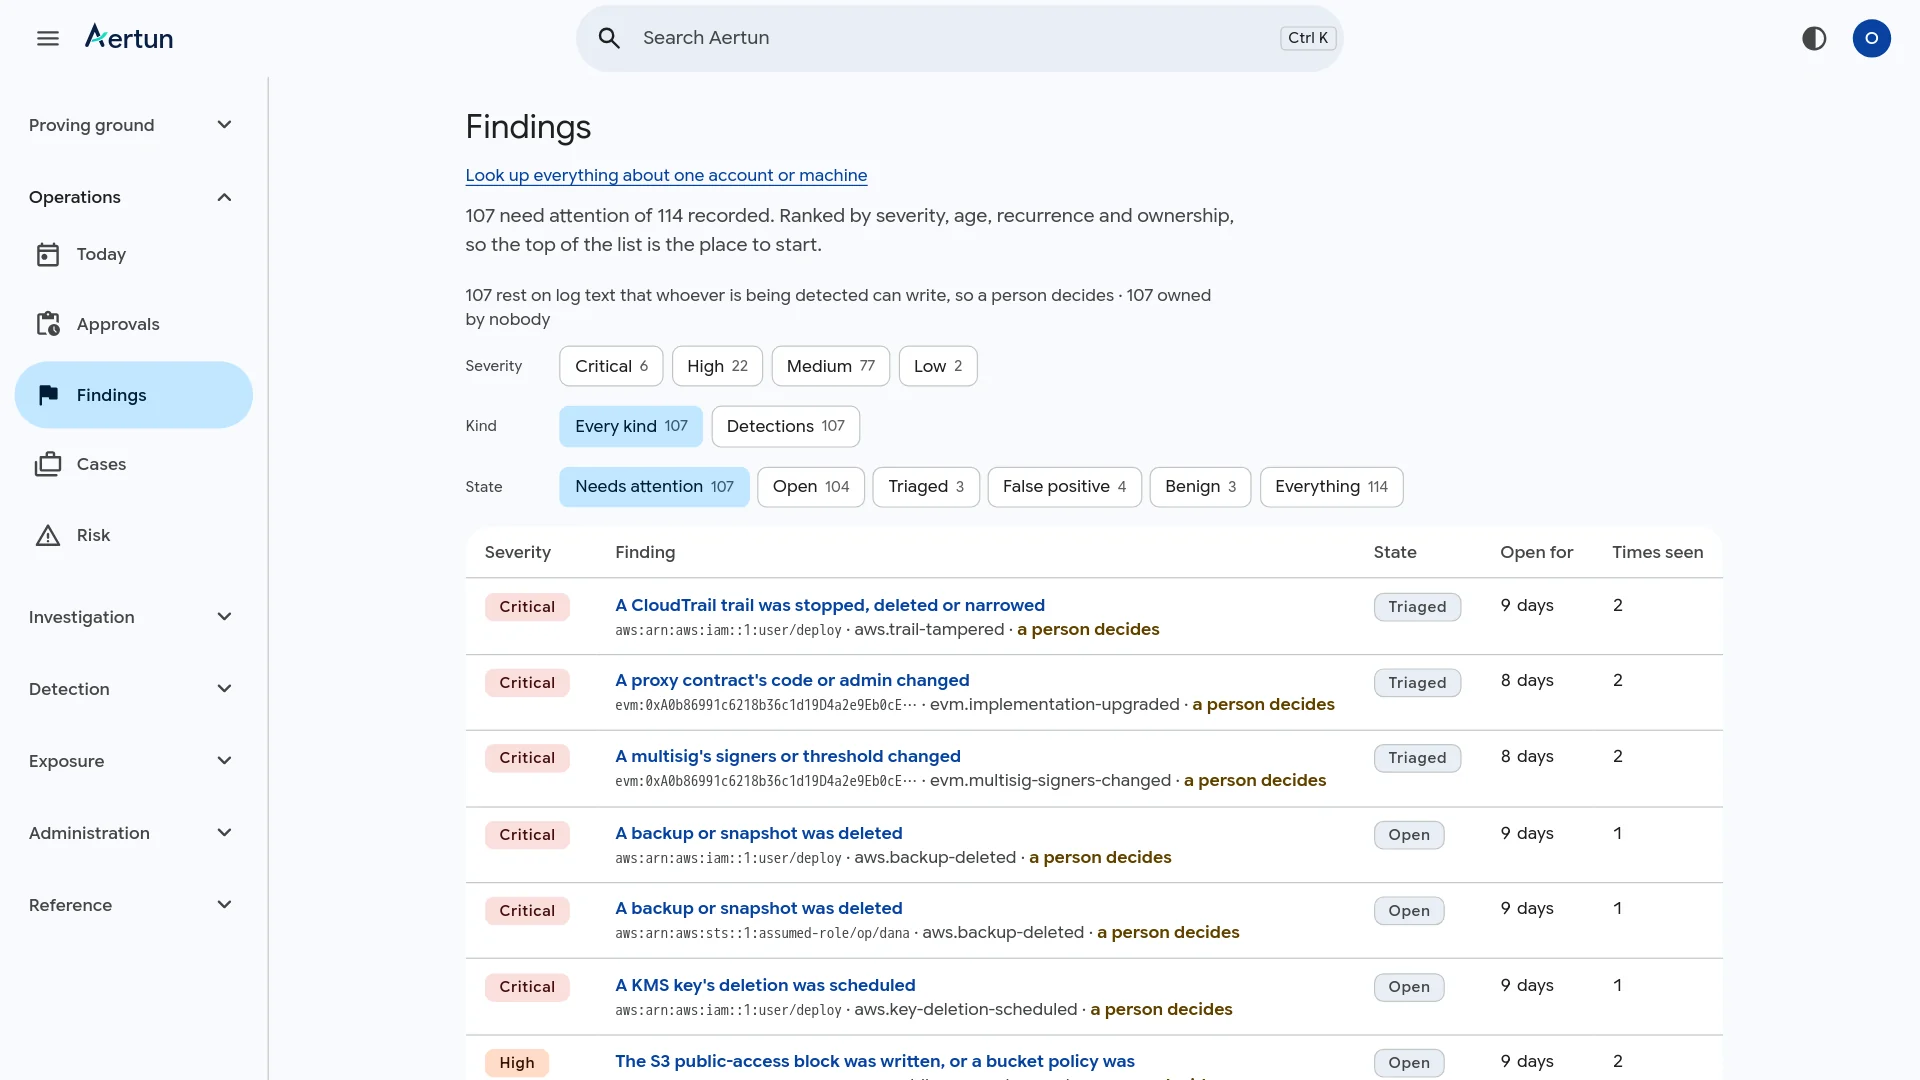 Aertun
Search Aertun
Ctrl K
O
Proving ground
Operations
Today
Approvals
Findings
Cases
Risk
Investigation
Detection
Exposure
Administration
Reference
Findings
Look up everything about one account or machine
107 need attention of 114 recorded. Ranked by severity, age, recurrence and ownership,
so the top of the list is the place to start.
107 rest on log text that whoever is being detected can write, so a person decides · 107 owned
by nobody
Severity Critical 6 High 22 Medium 77 Low 2
Kind Every kind 107 Detections 107
State Needs attention 107 Open 104 Triaged 3 False positive 4 Benign 3 Everything 114
Severity Finding State Open for Times seen
Critical A CloudTrail trail was stopped, deleted or narrowed Triaged 9 days 2
aws:arn:aws:iam::1:user/deploy · aws.trail-tampered · a person decides
Critical A proxy contract's code or admin changed Triaged 8 days 2
evm:0xA0b86991c6218b36c1d19D4a2e9Eb0cE… · evm.implementation-upgraded · a person decides
Critical A multisig's signers or threshold changed Triaged 8 days 2
evm:0xA0b86991c6218b36c1d19D4a2e9Eb0cE… · evm.multisig-signers-changed · a person decides
Critical A backup or snapshot was deleted Open 9 days 1
aws:arn:aws:iam::1:user/deploy · aws.backup-deleted · a person decides
Critical A backup or snapshot was deleted Open 9 days 1
aws:arn:aws:sts::1:assumed-role/op/dana · aws.backup-deleted · a person decides
Critical A KMS key's deletion was scheduled Open 9 days 1
aws:arn:aws:iam::1:user/deploy · aws.key-deletion-scheduled · a person decides
High The S3 public-access block was written, or a bucket policy was Open 9 days 2